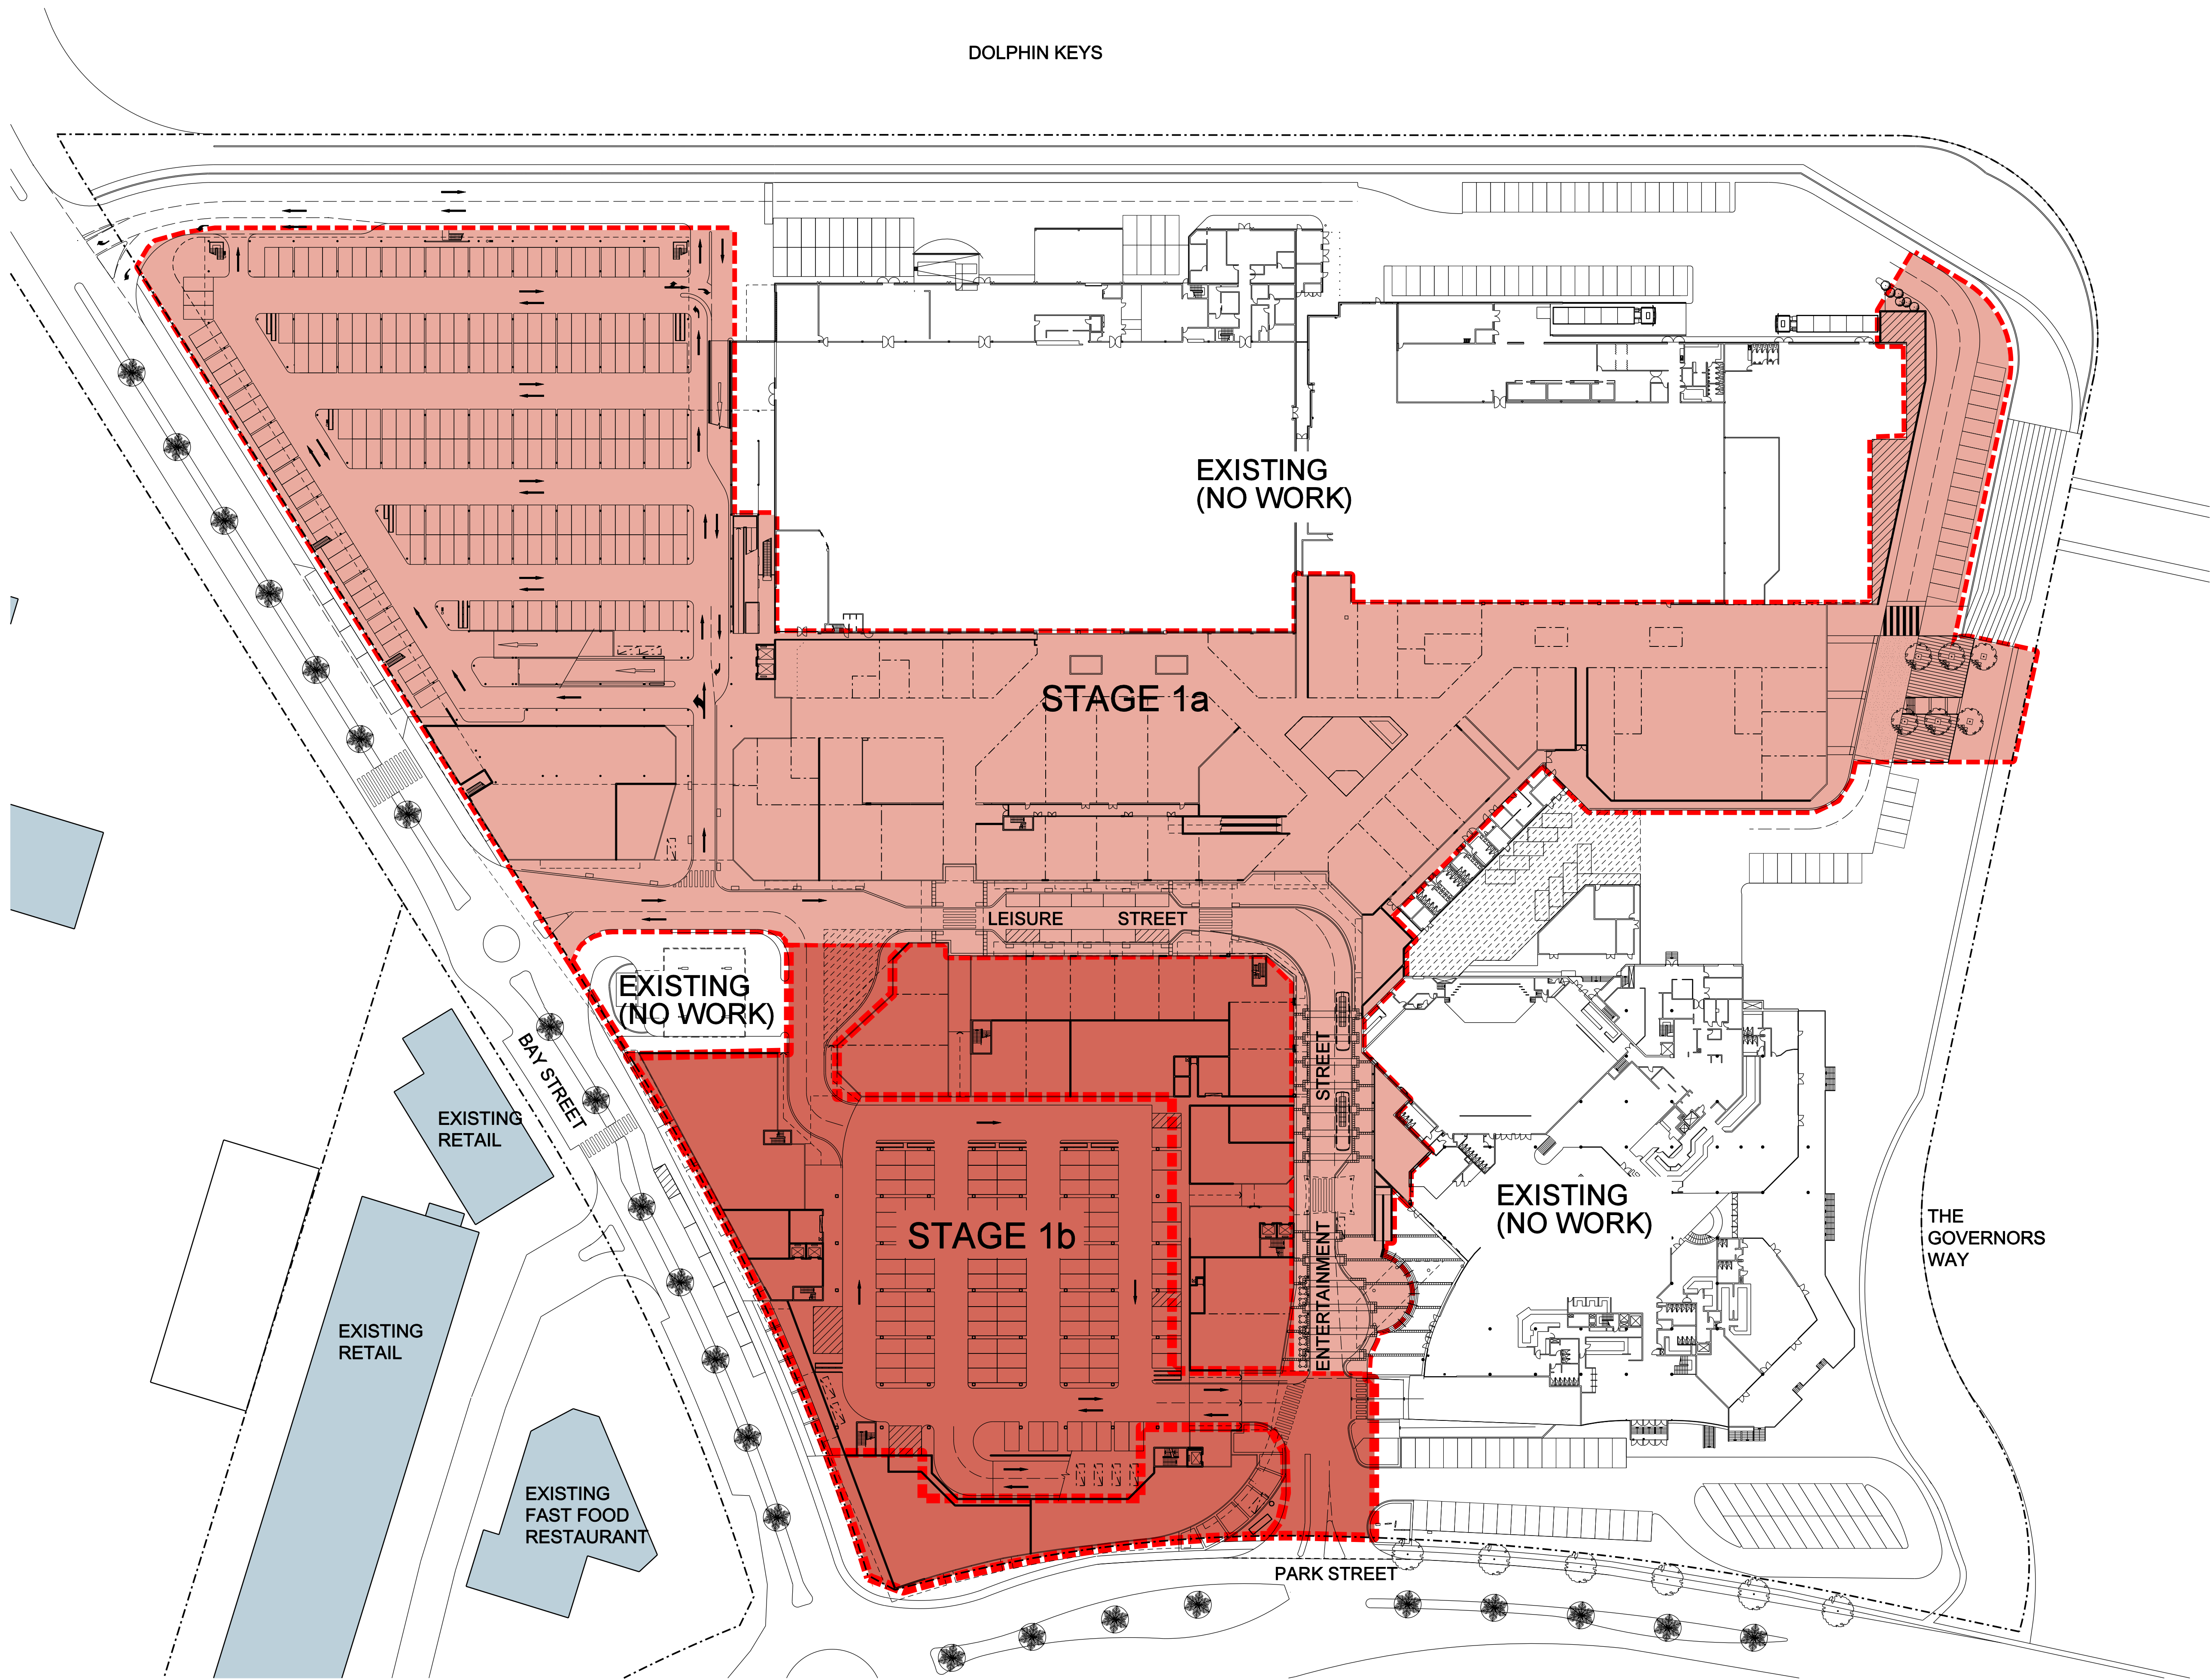 DOLPHIN KEYS
EXISTING
(NO WORK)
STAGE 1a
LEISURE STREET
EXISTING
(NO WORK)
BAY STREET
EXISTING
RETAIL
STREET
ENTERTAINMENT
STAGE 1b
EXISTING
(NO WORK)
THE
GOVERNORS
WAY
EXISTING
RETAIL
EXISTING
FAST FOOD
RESTAURANT
PARK STREET